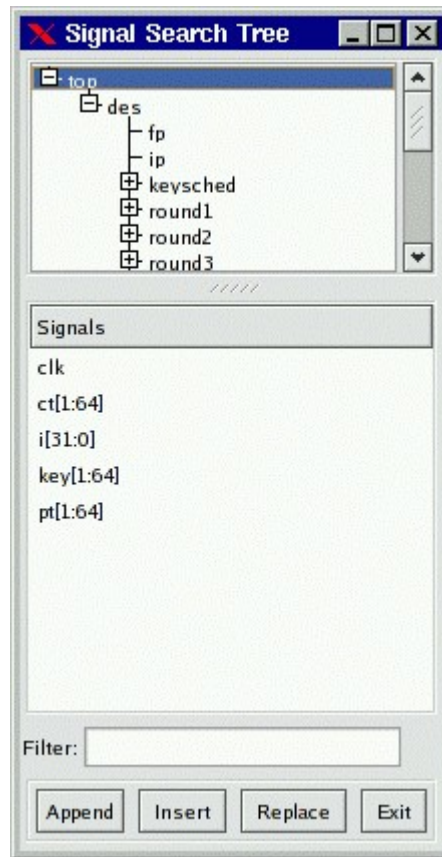 Signal Search Tree
top
des
fp
ip
keysched
round1
round2
round3
Signals
clk
ct[1:64]
i[31:0]
key[1:64]
pt[1:64]
Filter:
Append Insert Replace Exit